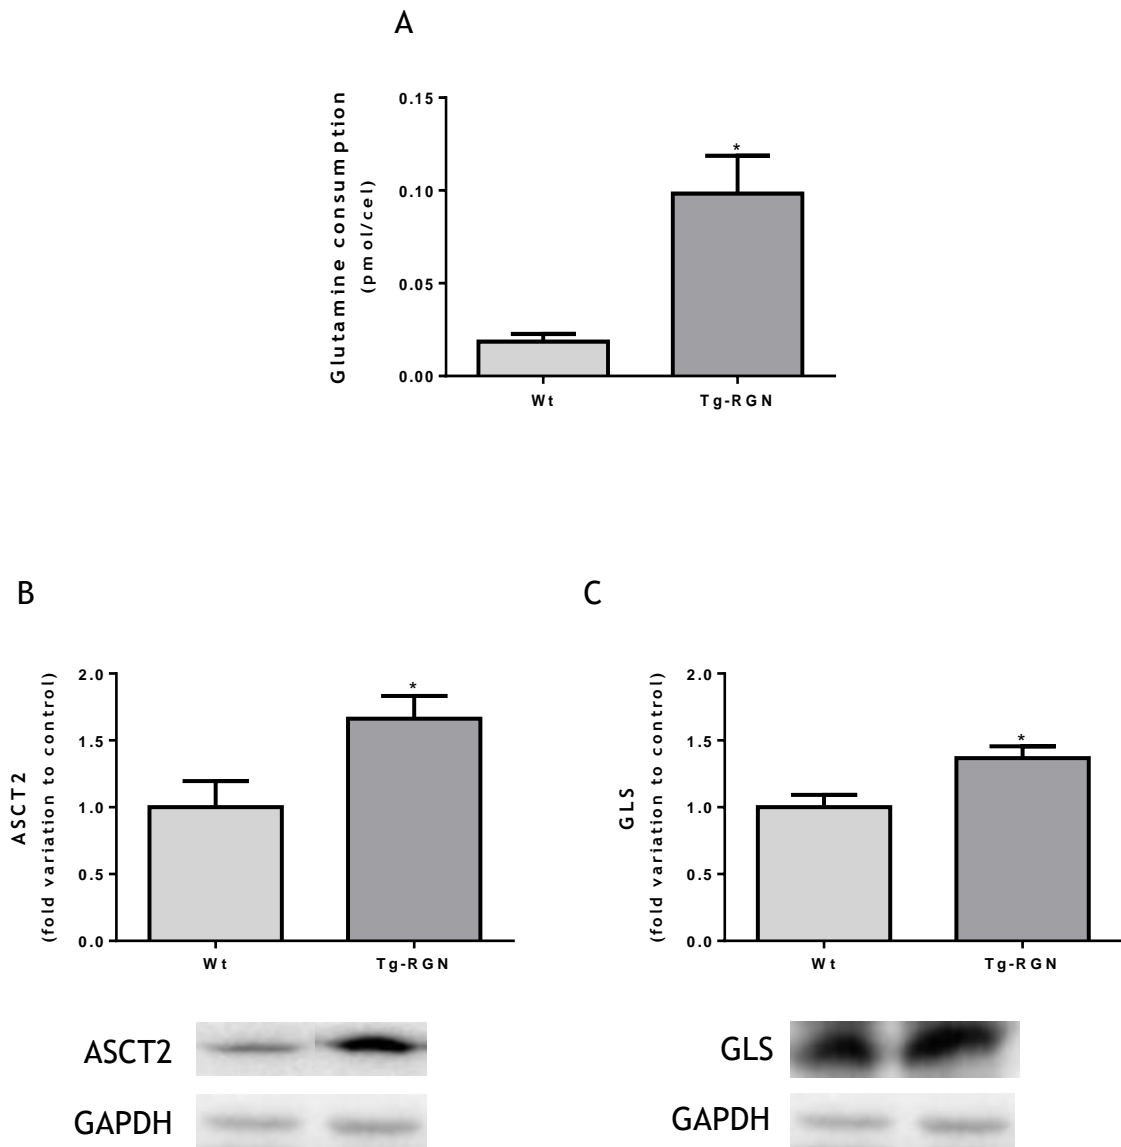 A
Glutamine consumption
(pmol/cel)
0.15
0.10
0.05
0.00
*
Wt
Tg-RGN
B
ASCT2
(fold variation to control)
2.0
1.5
1.0
0.5
0.0
*
Wt
Tg-RGN
ASCT2
GAPDH
C
GLS
(fold variation to control)
2.0
1.5
1.0
0.5
0.0
*
Wt
Tg-RGN
GLS
GAPDH